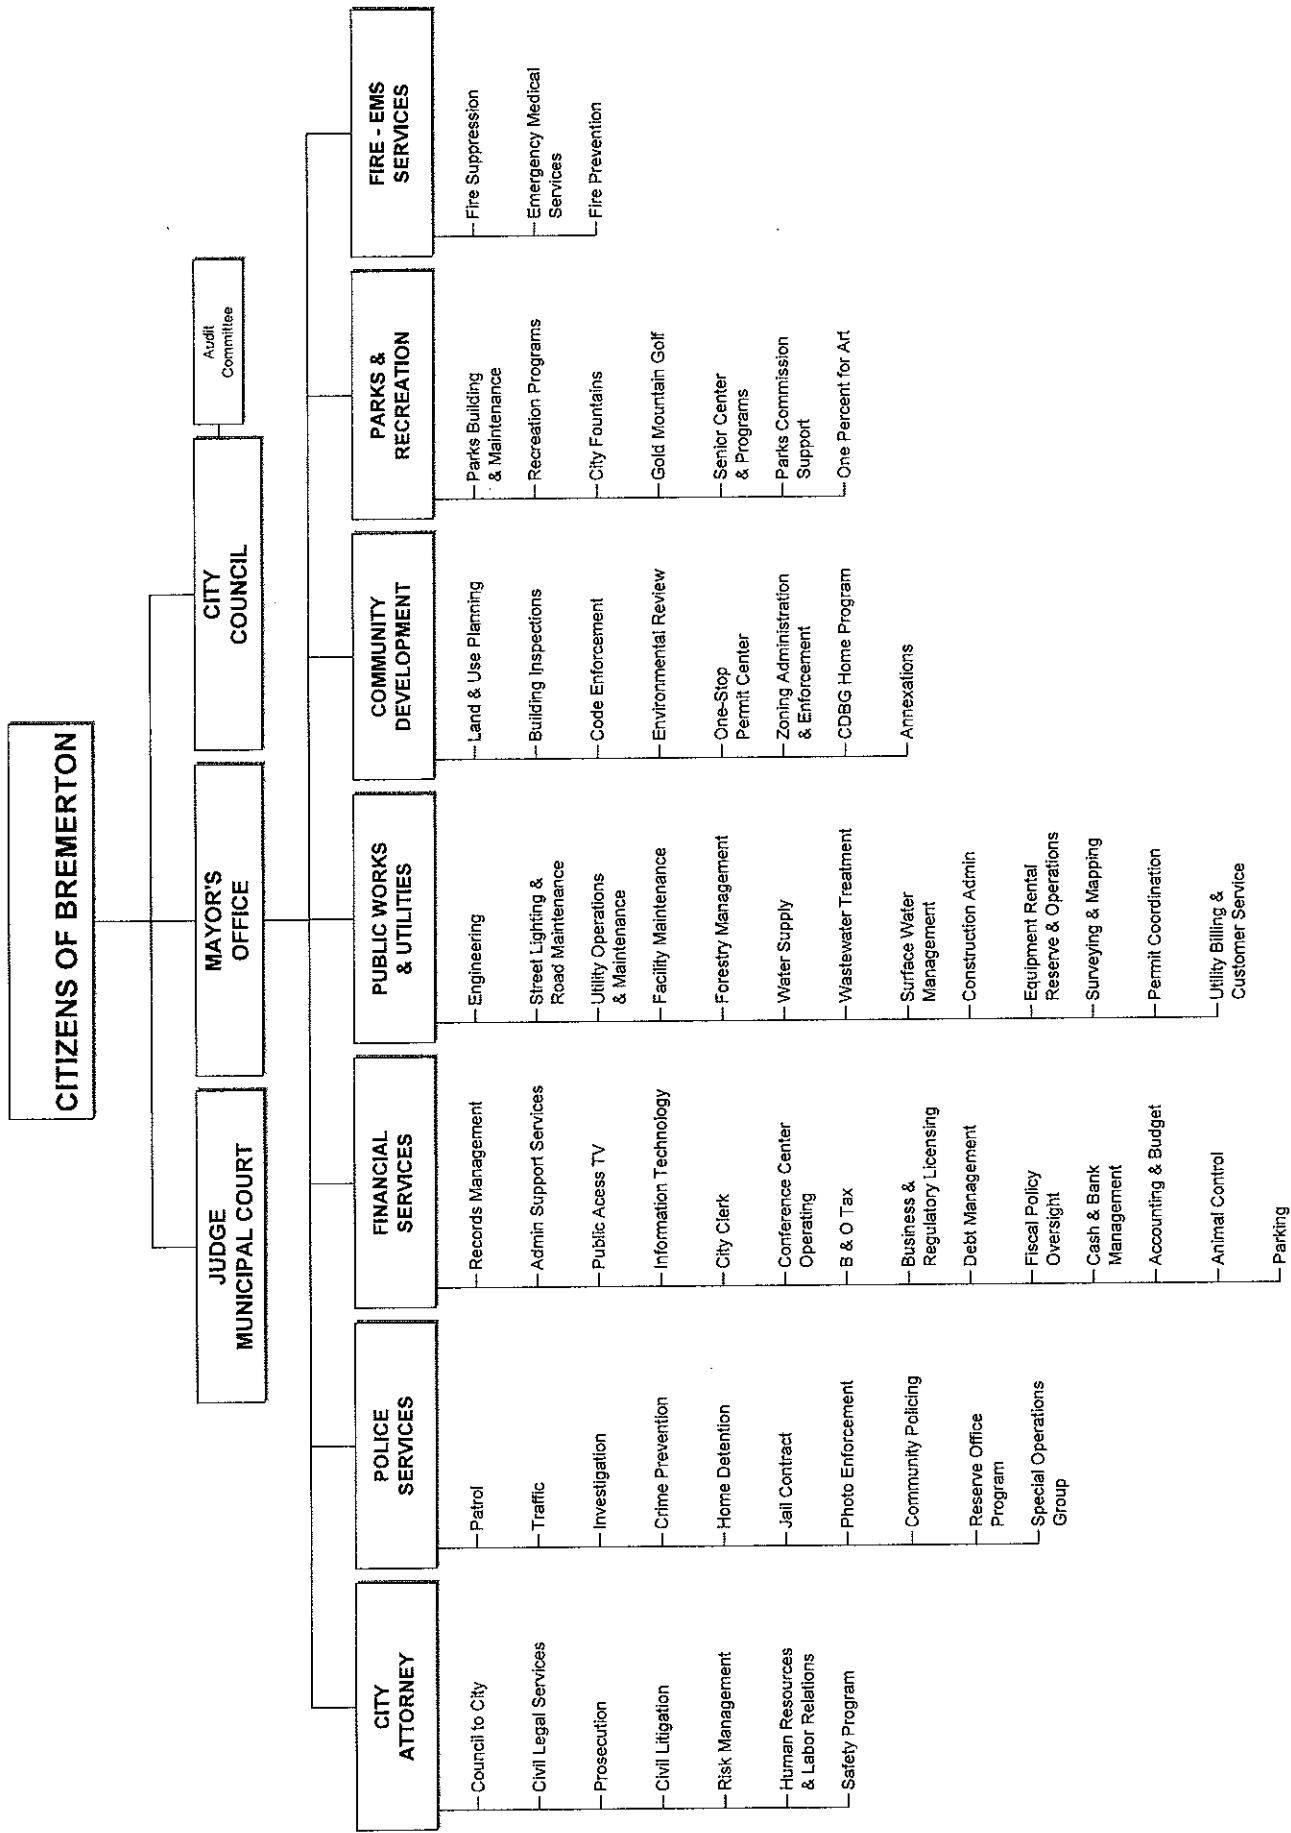 CITIZENS OF BREMERTON
JUDGE
MUNICIPAL COURT
MAYOR'S
OFFICE
CITY
COUNCIL
Audit
Committee
CITY
ATTORNEY
Council to City
Civil Legal Services
Prosecution
Civil Litigation
Risk Management
Human Resources
& Labor Relations
Safety Program
POLICE
SERVICES
Patrol
Traffic
Investigation
Crime Prevention
Home Detention
Jail Contract
Photo Enforcement
Community Policing
Reserve Office
Program
Special Operations
Group
FINANCIAL
SERVICES
Records Management
Admin Support Services
Public Acess TV
Information Technology
City Clerk
Conference Center
Operating
B & O Tax
Business &
Regulatory Licensing
Debt Management
Fiscal Policy
Oversight
Cash & Bank
Management
Accounting & Budget
Animal Control
Parking
PUBLIC WORKS
& UTILITIES
Engineering
Street Lighting &
Road Maintenance
Utility Operations
& Maintenance
Facility Maintenance
Forestry Management
Water Supply
Wastewater Treatment
Surface Water
Management
Construction Admin
Equipment Rental
Reserve & Operations
Surveying & Mapping
Permit Coordination
Utility Billing &
Customer Service
COMMUNITY
DEVELOPMENT
Land & Use Planning
Building Inspections
Code Enforcement
Environmental Review
One-Stop
Permit Center
Zoning Administration
& Enforcement
CDBG Home Program
Annexations
PARKS &
RECREATION
Parks Building
& Maintenance
Recreation Programs
City Fountains
Gold Mountain Golf
Senior Center
& Programs
Parks Commission
Support
One Percent for Art
FIRE - EMS
SERVICES
Fire Suppression
Emergency Medical
Services
Fire Prevention